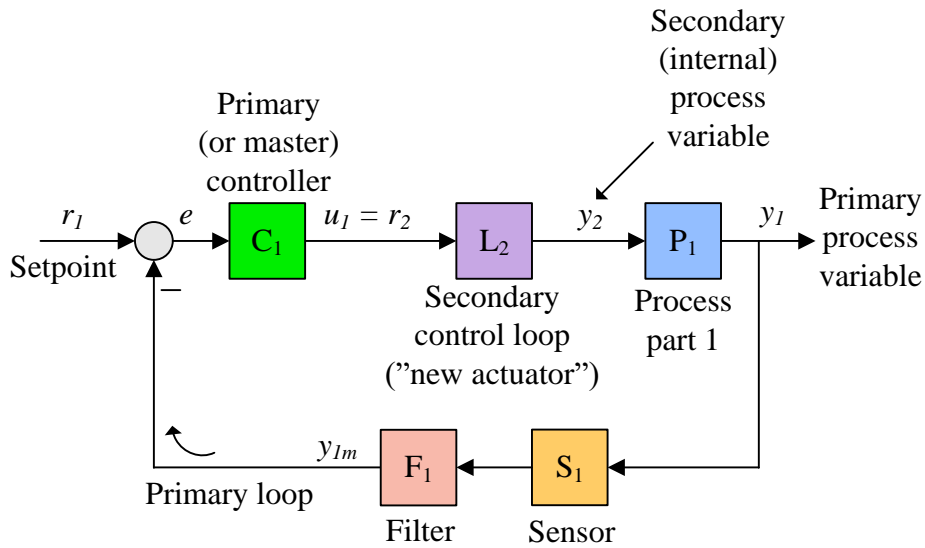 Secondary
(internal)
process
variable
Primary
(or master)
controller
r1
e
C1
u1 = r2
L2
y2
P1
y1
Primary
process
variable
Setpoint
–
Secondary
control loop
(”new actuator”)
Process
part 1
y1m
F1
S1
Primary loop
Filter
Sensor